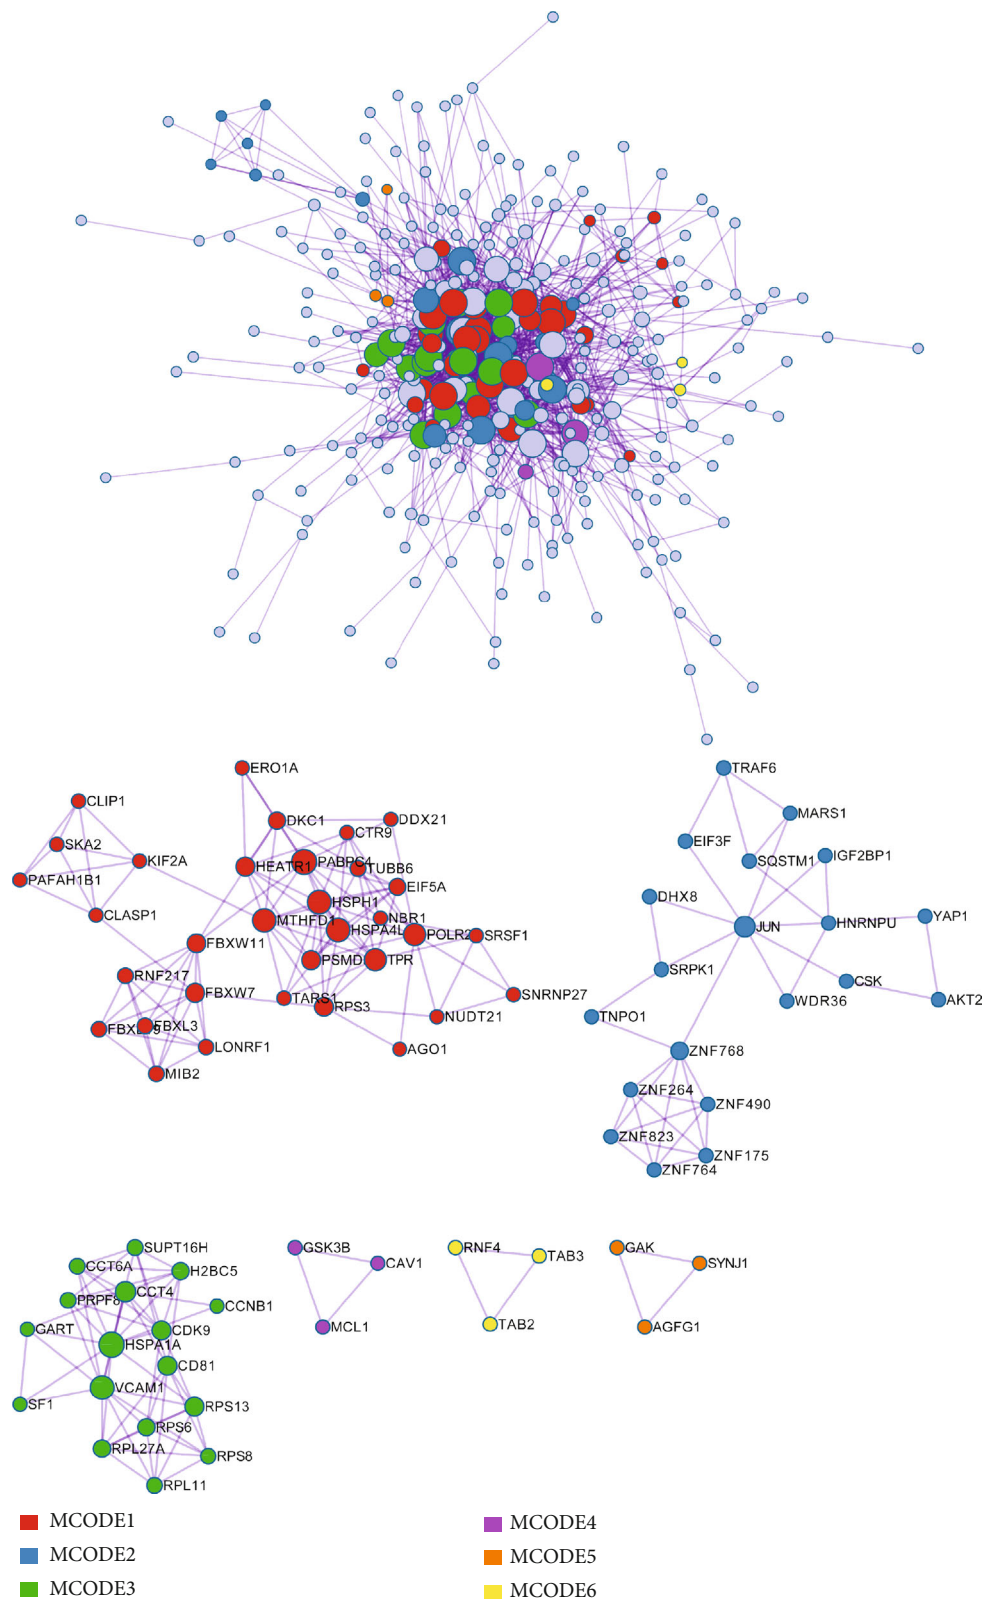 ERO1A
CLIP1
DKC1
DDX21
CTR9
SKA2
KIF2A
HEATR1
PABPC4
TUBB6
PAFAH1B1
EIF5A
HSPH1
CLASP1
MTHFD1
NBR1
HSPA4L
SRSF1
FBXW11
PSMD
TPR
RNF217
FBXW7
TARS1
SNRNP27
RPS3
NUDT21
FBXL3
LONRF1
AGO1
MIB2
TRAF6
MARS1
EIF3F
SQSTM1
IGF2BP1
DHX8
JUN
HNRNPU
YAP1
SRPK1
CSK
WDR36
AKT2
TNPO1
ZNF768
ZNF264
ZNF490
ZNF823
ZNF175
ZNF764
SUPT16H
CCT6A
H2BC5
CCT4
PRPF8
CCNB1
GART
CDK9
HSPA1A
CD81
VCAM1
SF1
RPS13
RPS6
RPL27A
RPS8
RPL11
GSK3B
CAV1
MCL1
RNF4
TAB3
TAB2
GAK
SYNJ1
AGFG1
MCODE1
MCODE2
MCODE3
MCODE4
MCODE5
MCODE6